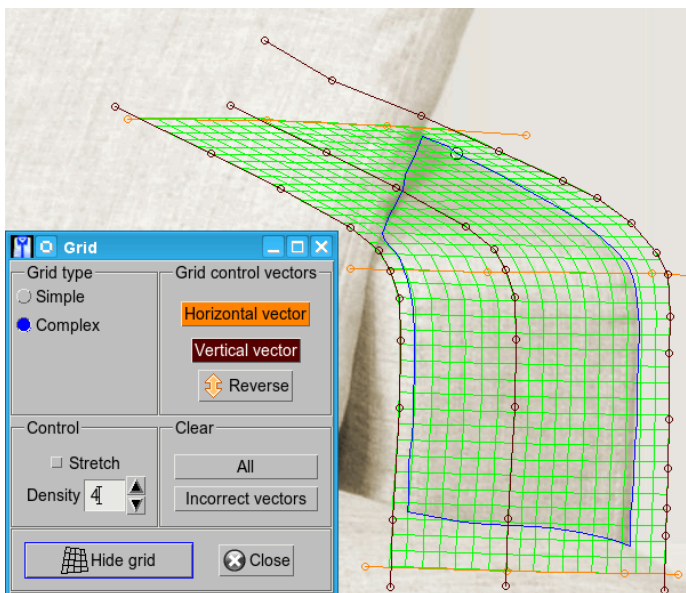 Grid
Grid type
Grid control vectors
Simple
Complex
Horizontal vector
Vertical vector
Reverse
Control
Clear
Stretch
All
Density 4
Incorrect vectors
Hide grid
Close